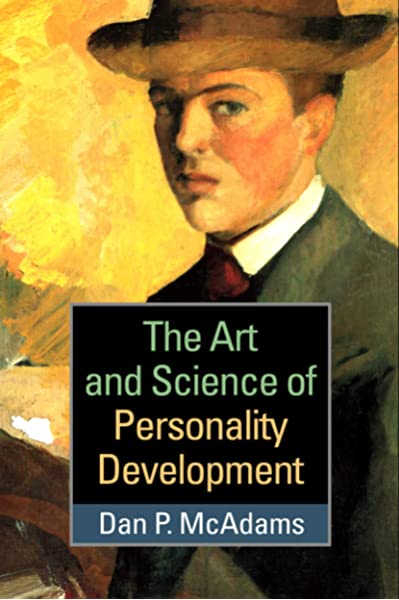 The Art
and Science of
Personality
Development
Dan P. McAdams